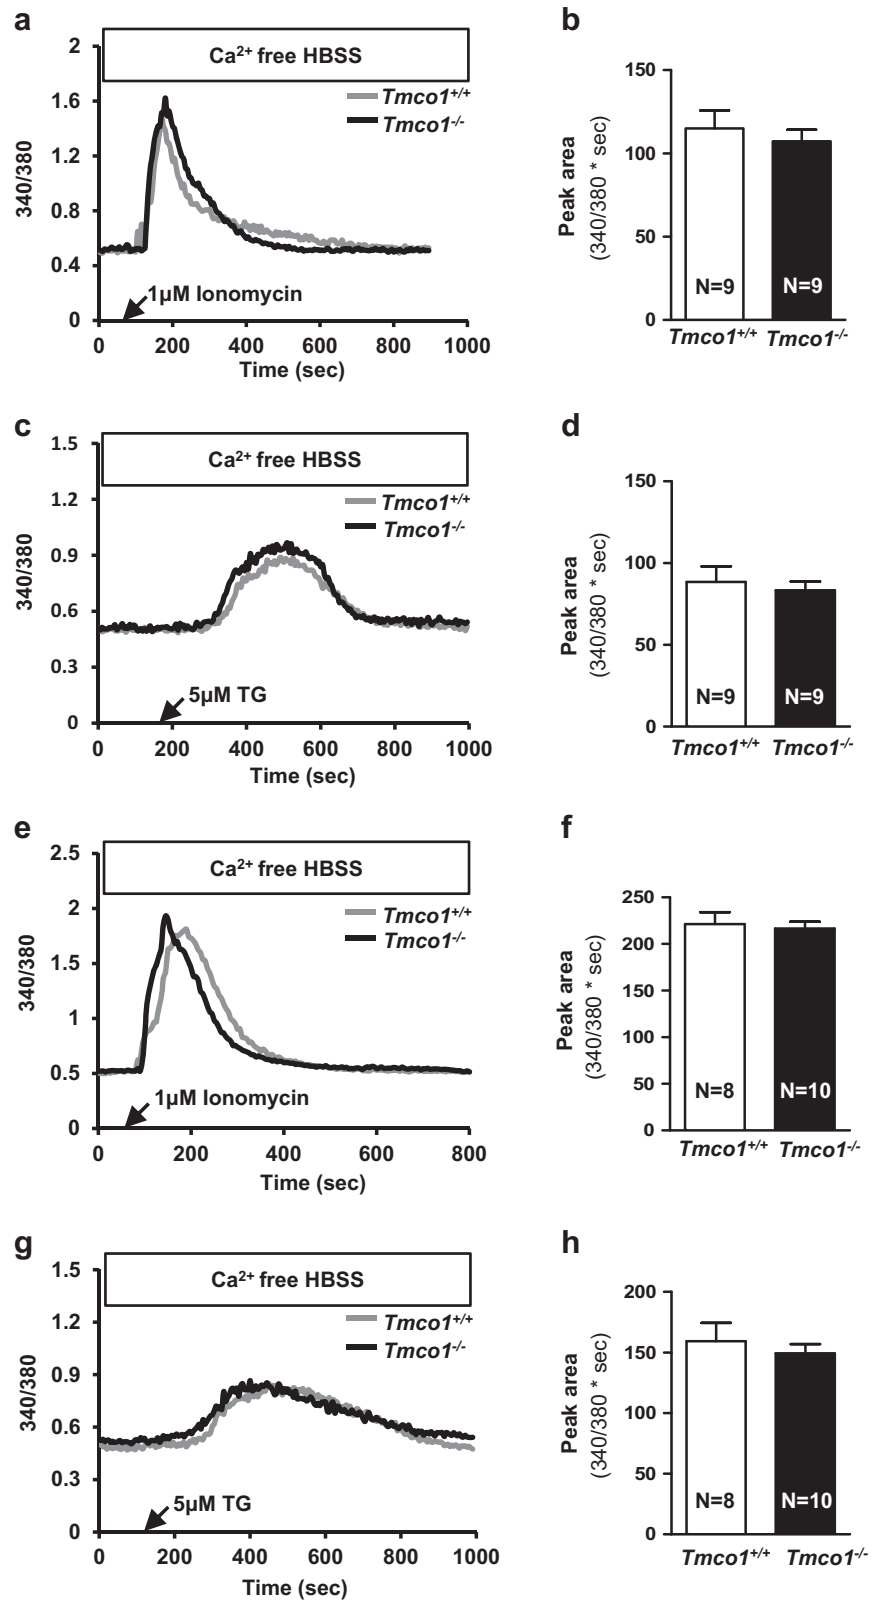 a
2
1.6
1.2
0.8
0.4
0
340/380
Ca²⁺ free HBSS
Tmco1⁺/⁺
Tmco1⁻/⁻
1μM Ionomycin
0 200 400 600 800 1000
Time (sec)
b
150
100
50
0
Peak area
(340/380 * sec)
N=9 N=9
Tmco1⁺/⁺ Tmco1⁻/⁻
c
1.5
1.2
0.9
0.6
0.3
0
340/380
Ca²⁺ free HBSS
Tmco1⁺/⁺
Tmco1⁻/⁻
5μM TG
0 200 400 600 800 1000
Time (sec)
d
150
100
50
0
Peak area
(340/380 * sec)
N=9 N=9
Tmco1⁺/⁺ Tmco1⁻/⁻
e
2.5
2
1.5
1
0.5
0
340/380
Ca²⁺ free HBSS
Tmco1⁺/⁺
Tmco1⁻/⁻
1μM Ionomycin
0 200 400 600 800
Time (sec)
f
250
200
150
100
50
0
Peak area
(340/380 * sec)
N=8 N=10
Tmco1⁺/⁺ Tmco1⁻/⁻
g
1.5
1.2
0.9
0.6
0.3
0
340/380
Ca²⁺ free HBSS
Tmco1⁺/⁺
Tmco1⁻/⁻
5μM TG
0 200 400 600 800 1000
Time (sec)
h
200
150
100
50
0
Peak area
(340/380 * sec)
N=8 N=10
Tmco1⁺/⁺ Tmco1⁻/⁻